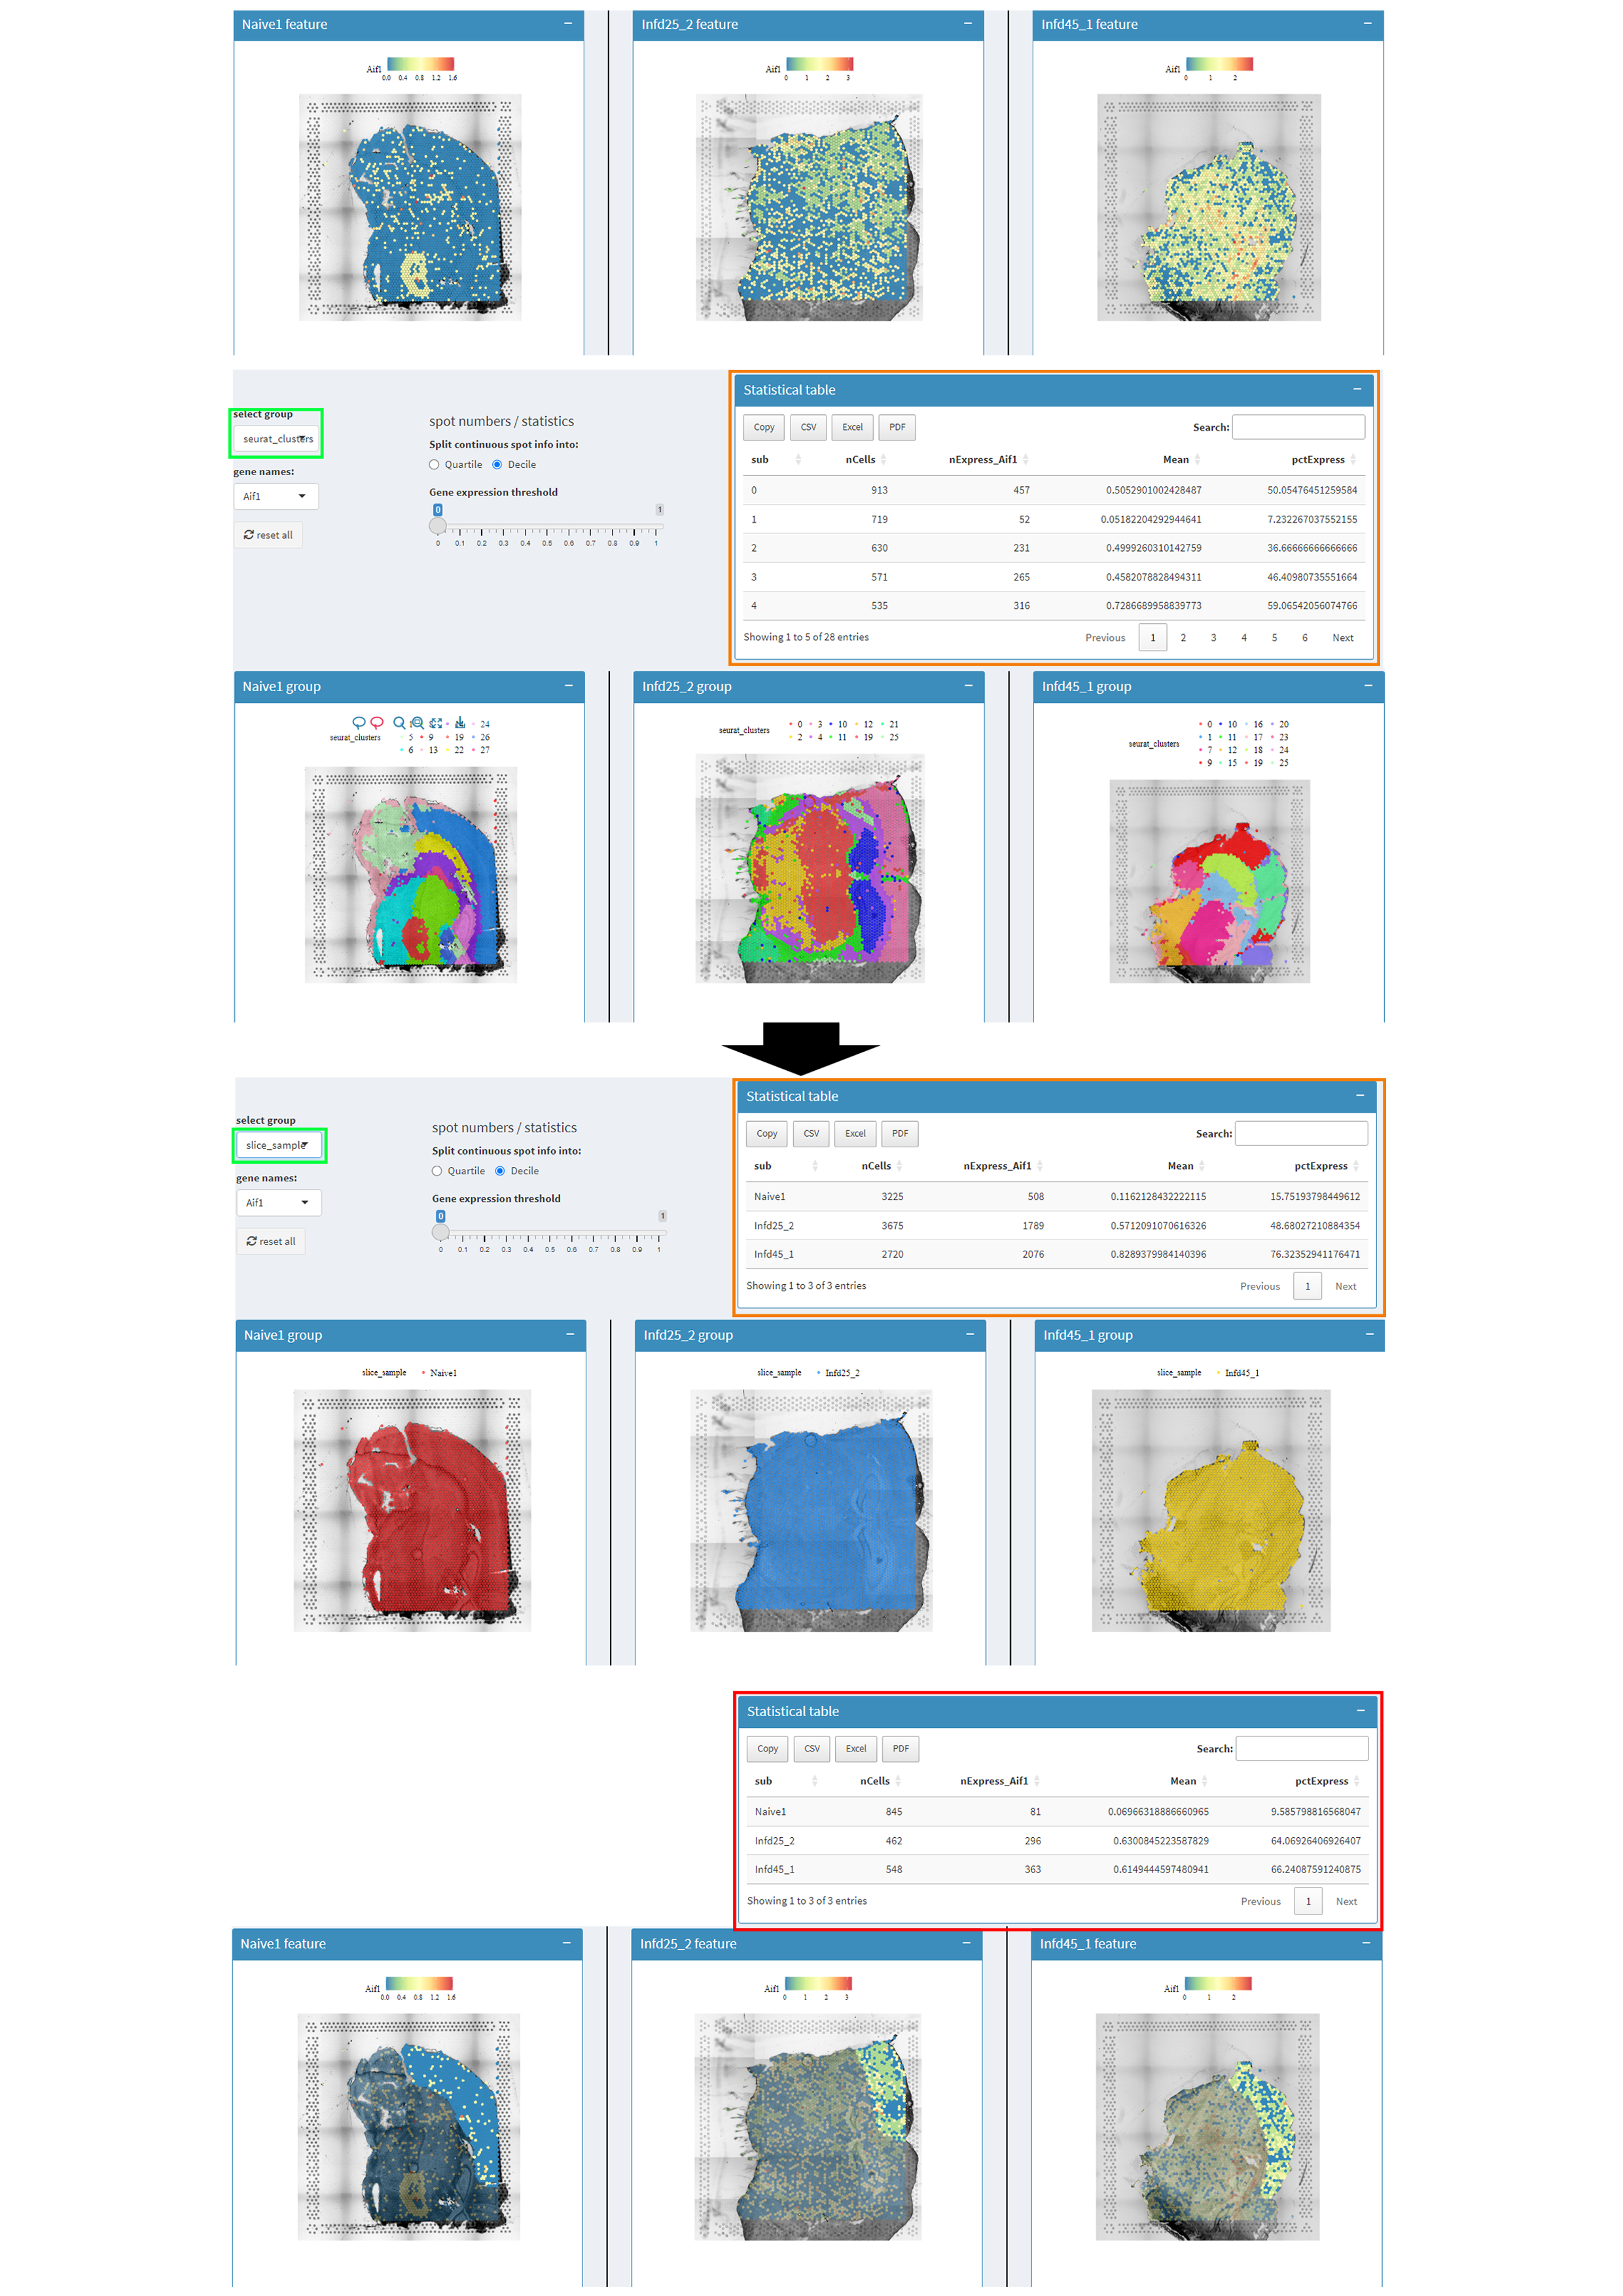 Naive1 feature −
Infd25_2 feature −
Infd45_1 feature −
Aif1
0.0 0.4 0.8 1.2 1.6
Aif1
0 1 2 3
Aif1
0 1 2
select group
seurat_clusters
gene names:
Aif1
reset all
spot numbers / statistics
Split continuous spot info into:
Quartile Decile
Gene expression threshold
0 1
0 0.1 0.2 0.3 0.4 0.5 0.6 0.7 0.8 0.9 1
Statistical table −
Copy CSV Excel PDF Search:
sub nCells nExpress_Aif1 Mean pctExpress
0 913 457 0.5052901002428487 50.05476451259584
1 719 52 0.05182204292944641 7.232267037552155
2 630 231 0.4999260310142759 36.66666666666666
3 571 265 0.4582078828494311 46.40980735551664
4 535 316 0.7286689958839773 59.06542056074766
Showing 1 to 5 of 28 entries Previous 1 2 3 4 5 6 Next
Naive1 group −
Infd25_2 group −
Infd45_1 group −
24
seurat_clusters 5 9 19 26
6 13 22 27
seurat_clusters
0 3 10 12 21
2 4 11 19 25
seurat_clusters
0 10 16 20
1 11 17 23
7 12 18 24
9 15 19 25
select group
slice_sample
gene names:
Aif1
reset all
spot numbers / statistics
Split continuous spot info into:
Quartile Decile
Gene expression threshold
0 1
0 0.1 0.2 0.3 0.4 0.5 0.6 0.7 0.8 0.9 1
Statistical table −
Copy CSV Excel PDF Search:
sub nCells nExpress_Aif1 Mean pctExpress
Naive1 3225 508 0.1162128432222115 15.75193798449612
Infd25_2 3675 1789 0.5712091070616326 48.68027210884354
Infd45_1 2720 2076 0.8289379984140396 76.32352941176471
Showing 1 to 3 of 3 entries Previous 1 Next
Naive1 group −
Infd25_2 group −
Infd45_1 group −
slice_sample Naive1
slice_sample Infd25_2
slice_sample Infd45_1
Statistical table −
Copy CSV Excel PDF Search:
sub nCells nExpress_Aif1 Mean pctExpress
Naive1 845 81 0.06966318886660965 9.585798816568047
Infd25_2 462 296 0.6300845223587829 64.06926406926407
Infd45_1 548 363 0.6149444597480941 66.24087591240875
Showing 1 to 3 of 3 entries Previous 1 Next
Naive1 feature −
Infd25_2 feature −
Infd45_1 feature −
Aif1
0.0 0.4 0.8 1.2 1.6
Aif1
0 1 2 3
Aif1
0 1 2